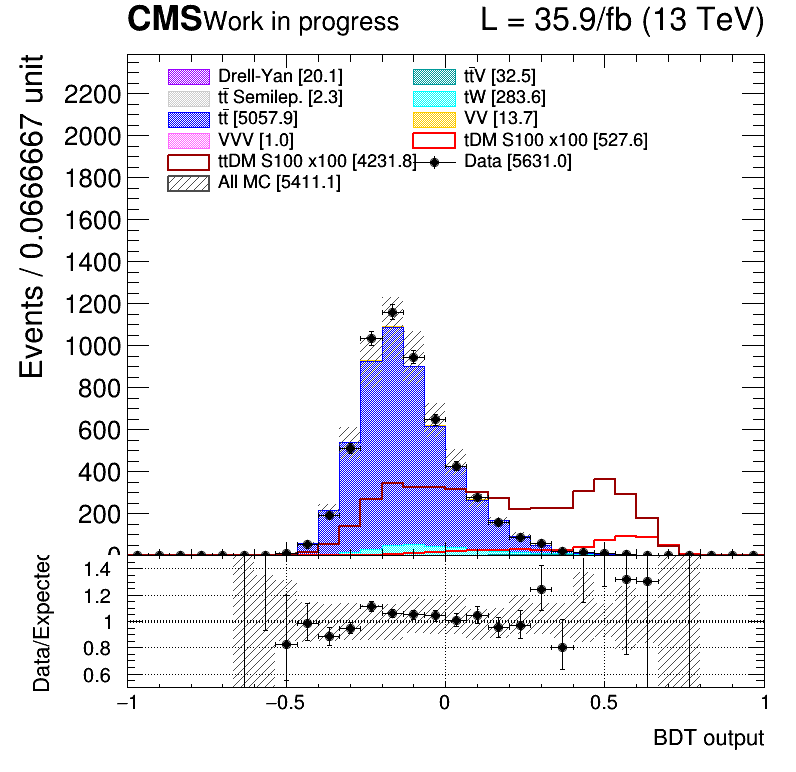 CMS Work in progress L = 35.9/fb (13 TeV)
Events / 0.0666667 unit
Drell-Yan [20.1] tt̄V [32.5]
tt̄ Semilep. [2.3] tW [283.6]
tt̄ [5057.9] VV [13.7]
VVV [1.0] tDM S100 x100 [527.6]
ttDM S100 x100 [4231.8] Data [5631.0]
All MC [5411.1]
2200
2000
1800
1600
1400
1200
1000
800
600
400
200
0
Data/Expected
1.4
1.2
1
0.8
0.6
−1 −0.5 0 0.5 1
BDT output